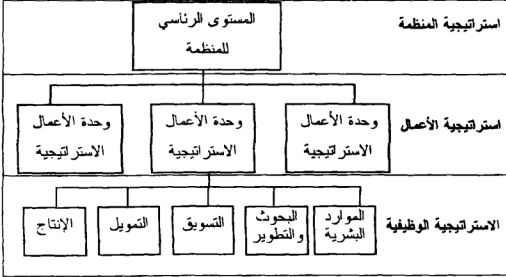 استراتيجية المنظمة
المستوى الرئاسي
للمنظمة
استراتيجية الأعمال
وحدة الأعمال
الاستراتيجية
وحدة الأعمال
الاستراتيجية
وحدة الأعمال
الاستراتيجية
الاستراتيجية الوظيفية
الموارد
البشرية
البحوث
والتطوير
التسويق
التمويل
الإنتاج